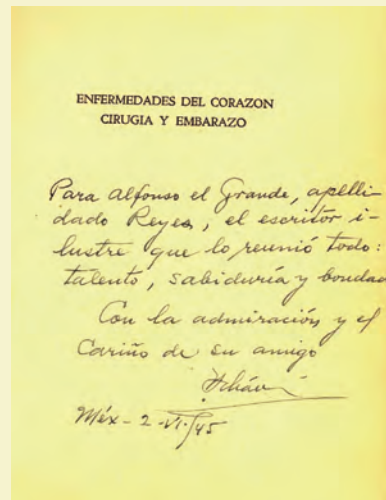 ENFERMEDADES DEL CORAZON
CIRUGIA Y EMBARAZO
Para Alfonso el Grande, apelli-
dado Reyes, el escritor i-
lustre que lo reunió todo:
talento, sabiduría y bondad
Con la admiración y el
Cariño de su amigo
Méx - 2 - VI - /45